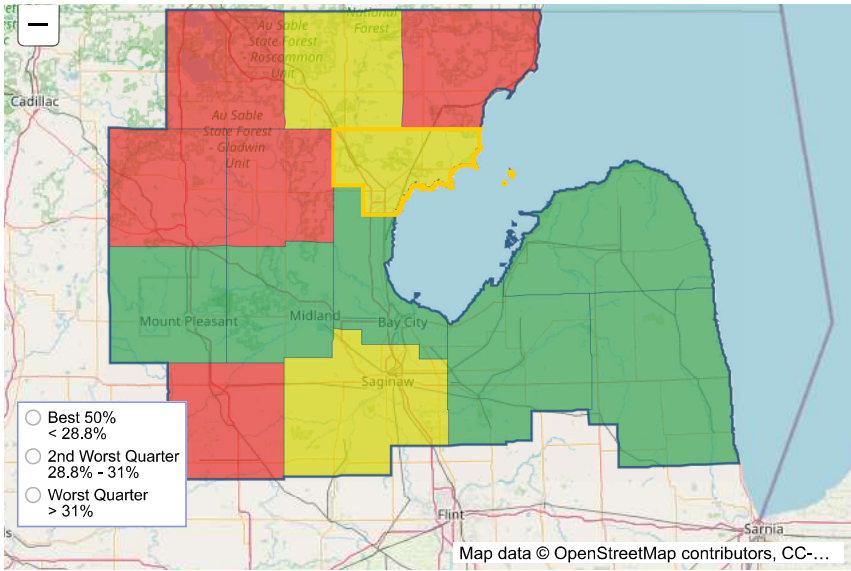 National
Forest
Au Sable
State Forest
- Roscommon
Unit
Cadillac
Au Sable
State Forest
- Gladwin
Unit
Mount Pleasant
Midland
Bay City
Saginaw
Best 50%
< 28.8%
2nd Worst Quarter
28.8% - 31%
Worst Quarter
> 31%
Flint
Sarnia
Map data © OpenStreetMap contributors, CC-...